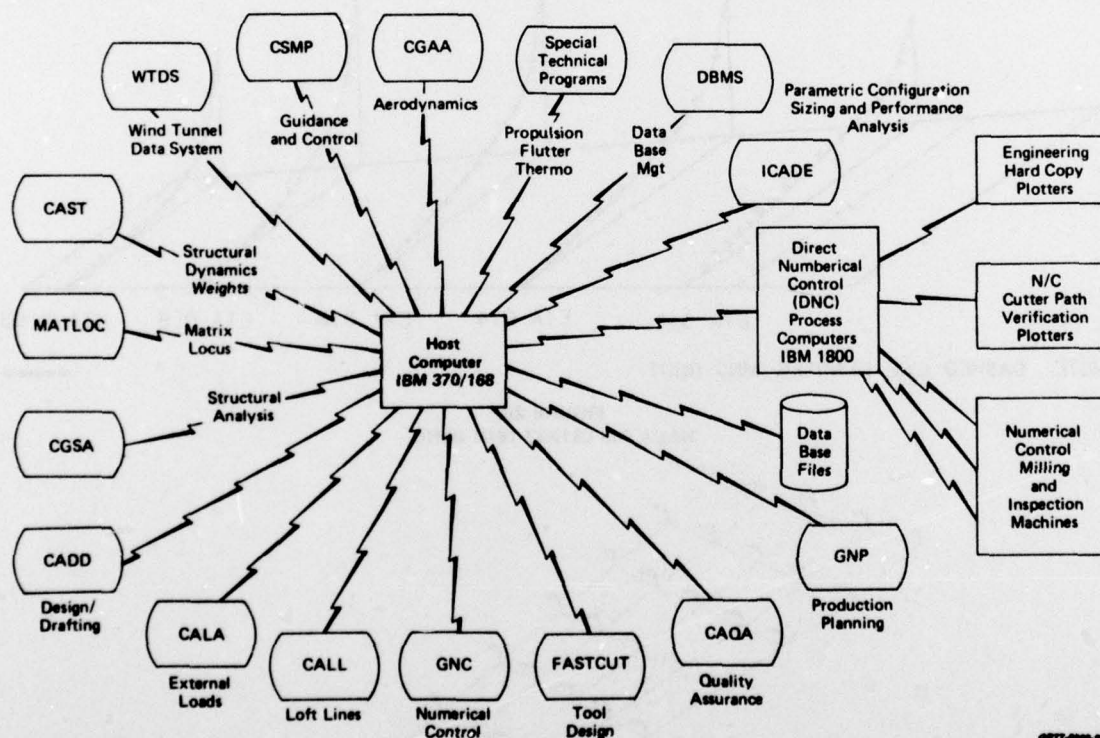 WTDS
Wind Tunnel
Data System
CSMP
Guidance
and Control
CGAA
Aerodynamics
Special
Technical
Programs
Propulsion
Flutter
Thermo
DBMS
Data
Base
Mgt
Parametric Configuration
Sizing and Performance
Analysis
ICADE
Engineering
Hard Copy
Plotters
CAST
Structural
Dynamics
Weights
Direct
Numberical
Control
(DNC)
Process
Computers
IBM 1800
N/C
Cutter Path
Verification
Plotters
MATLOC
Matrix
Locus
Host
Computer
IBM 370/168
CGSA
Structural
Analysis
Data
Base
Files
Numerical
Control
Milling
and
Inspection
Machines
CADD
Design/
Drafting
CALA
External
Loads
CALL
Loft Lines
GNC
Numerical
Control
FASTCUT
Tool
Design
CAQA
Quality
Assurance
GNP
Production
Planning